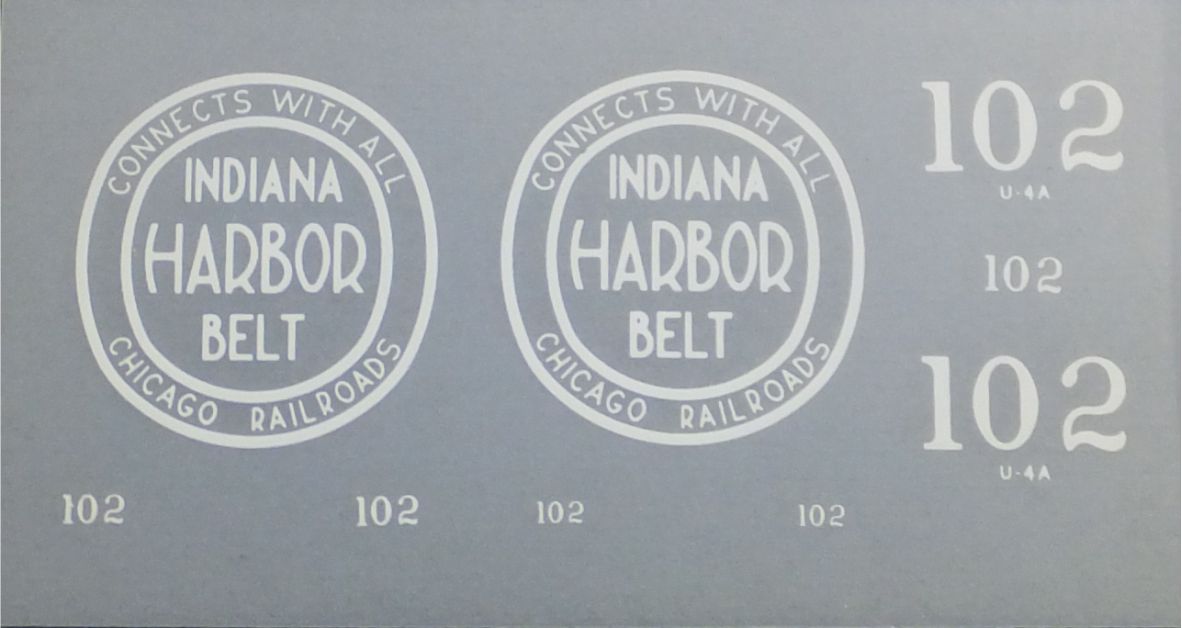 CONNECTS WITH ALL
INDIANA
HARBOR
BELT
CHICAGO RAILROADS
CONNECTS WITH ALL
INDIANA
HARBOR
BELT
CHICAGO RAILROADS
102
U-4A
102
102
U-4A
102
102
102
102